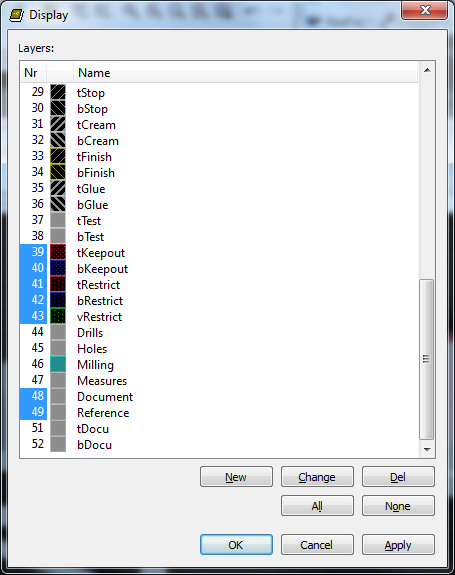 Display
Layers:
Nr Name
29 tStop
30 bStop
31 tCream
32 bCream
33 tFinish
34 bFinish
35 tGlue
36 bGlue
37 tTest
38 bTest
39 tKeepout
40 bKeepout
41 tRestrict
42 bRestrict
43 vRestrict
44 Drills
45 Holes
46 Milling
47 Measures
48 Document
49 Reference
51 tDocu
52 bDocu
New Change Del
All None
OK Cancel Apply